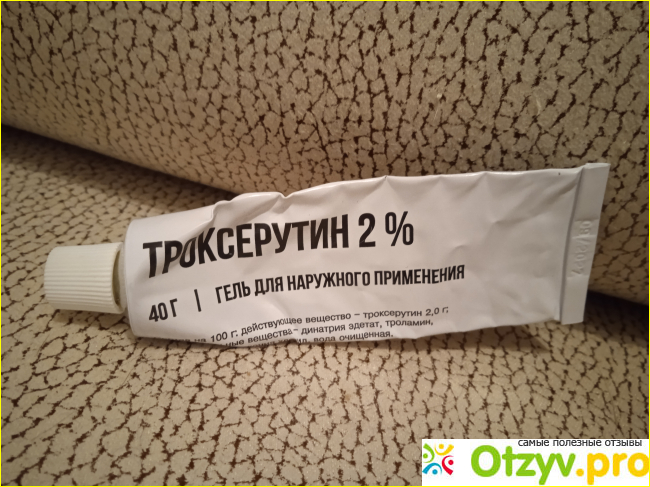 ТРОКСЕРУТИН 2 %
40 Г | ГЕЛЬ ДЛЯ НАРУЖНОГО ПРИМЕНЕНИЯ
на 100 г: действующее вещество – троксерутин 2,0 г;
вещества - динатрия эдетат, троламин,
вода очищенная.
самые полезные отзывы
Otzyv.pro